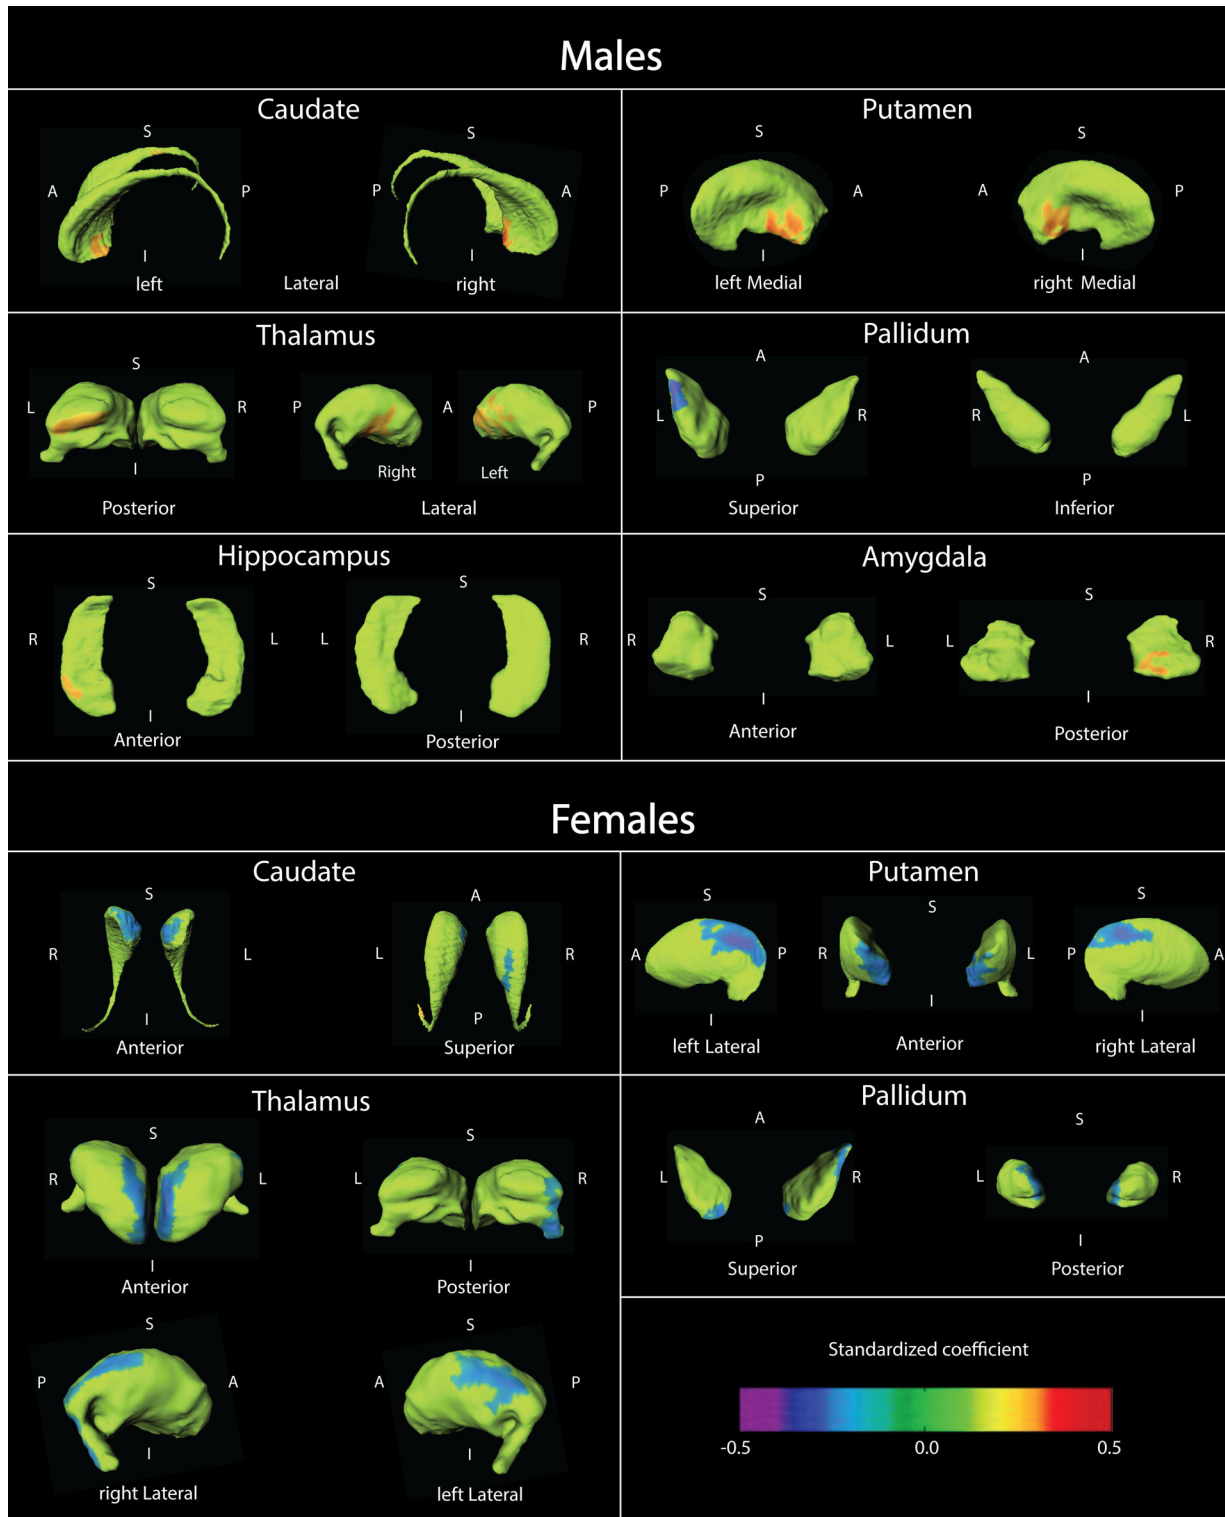 Males
Caudate
S
S
A
P
P
A
I
I
left
Lateral
right
Putamen
S
S
P
A
A
P
I
I
left Medial
right Medial
Thalamus
S
L
R
P
A
P
I
Right
Left
Posterior
Lateral
Pallidum
A
A
L
R
R
L
P
P
Superior
Inferior
Hippocampus
S
S
R
L
L
R
I
I
Anterior
Posterior
Amygdala
S
S
R
L
L
R
I
I
Anterior
Posterior
Females
Caudate
S
A
R
L
L
R
I
P
Anterior
Superior
Putamen
S
S
S
A
P
R
L
P
A
I
I
I
left Lateral
Anterior
right Lateral
Thalamus
S
S
R
L
L
R
I
I
Anterior
Posterior
S
S
P
A
A
P
I
I
right Lateral
left Lateral
Pallidum
A
S
L
R
L
R
P
I
Superior
Posterior
Standardized coefficient
-0.5
0.0
0.5